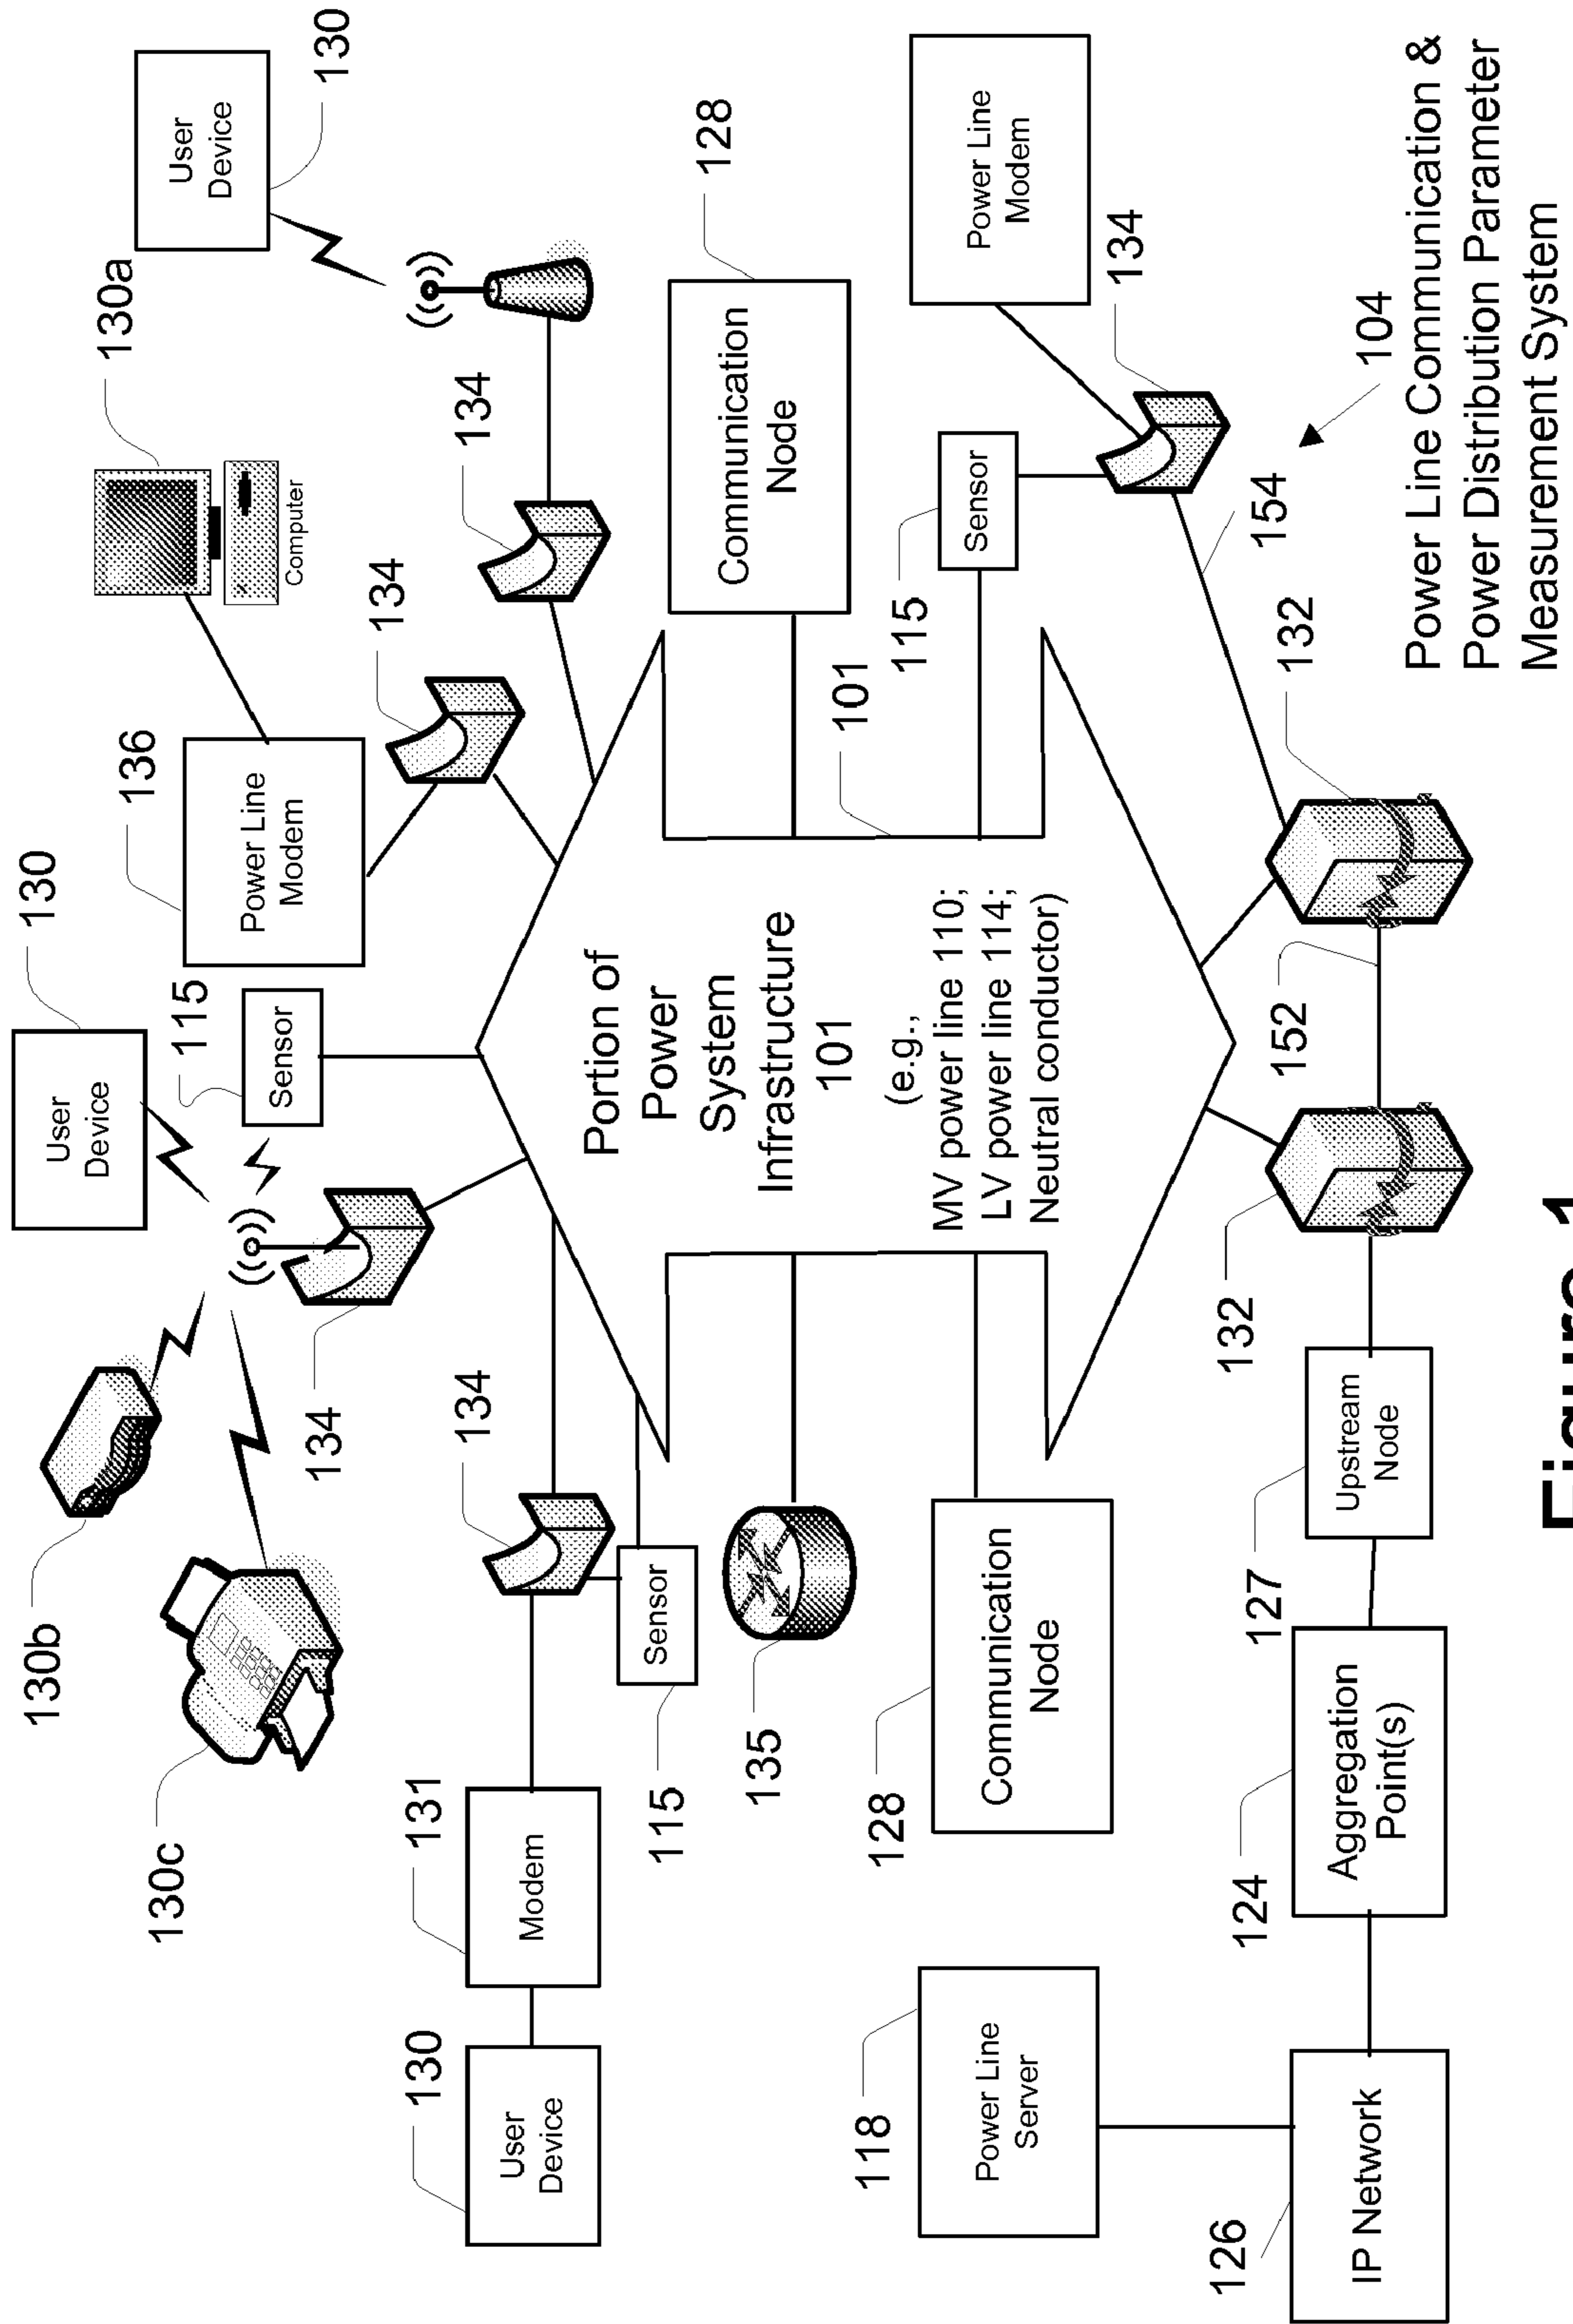 130c
130b
130
115
136
130a
130
User
Device
Sensor
Power Line
Modem
Computer
User
Device
134
134
134
134
130
131
User
Device
Modem
134
Sensor
115
135
Portion of
Power
System
Infrastructure
101
(e.g.,
MV power line 110;
LV power line 114;
Neutral conductor)
128
Communication
Node
101
115
Sensor
Power Line
Modem
134
118
Power Line
Server
128
Communication
Node
126
IP Network
124
Aggregation
Point(s)
127
Upstream
Node
132
152
132
154
104
Power Line Communication &
Power Distribution Parameter
Measurement System
Figure 1